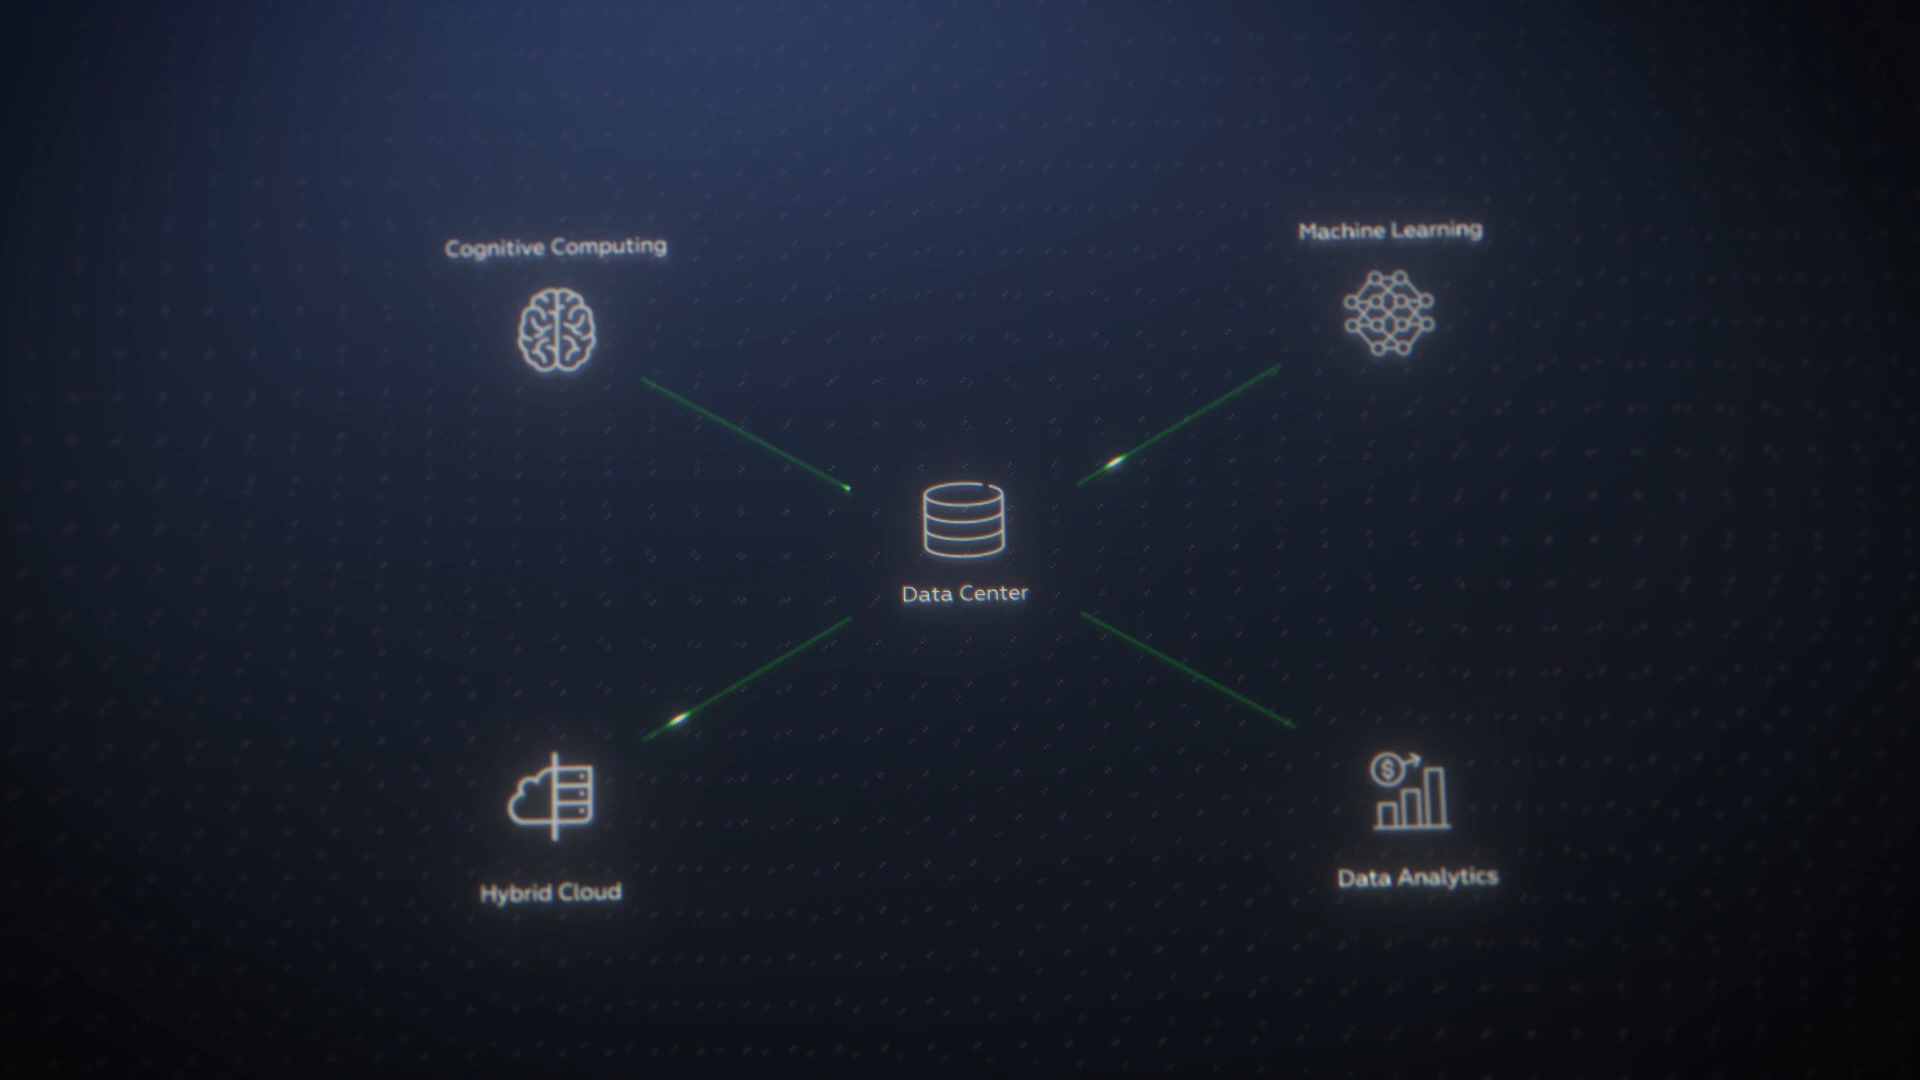 Cognitive Computing
Machine Learning
Data Center
Hybrid Cloud
$
Data Analytics